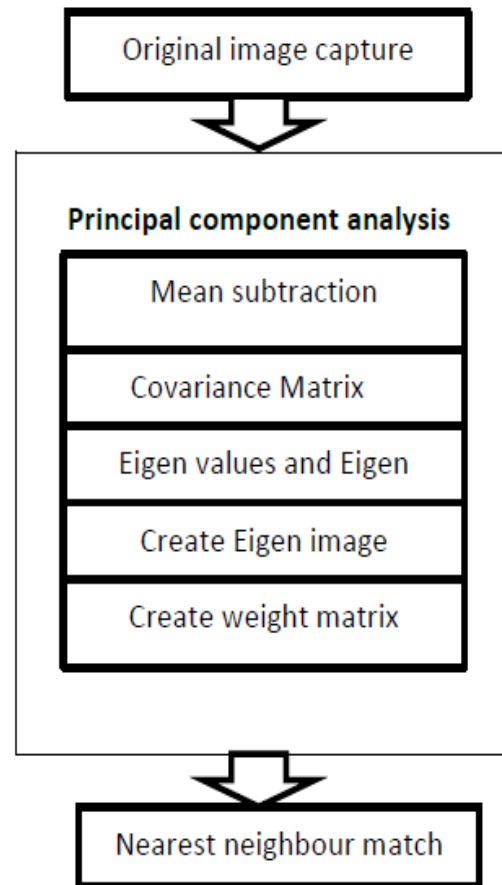 Original image capture
Principal component analysis
Mean subtraction
Covariance Matrix
Eigen values and Eigen
Create Eigen image
Create weight matrix
Nearest neighbour match